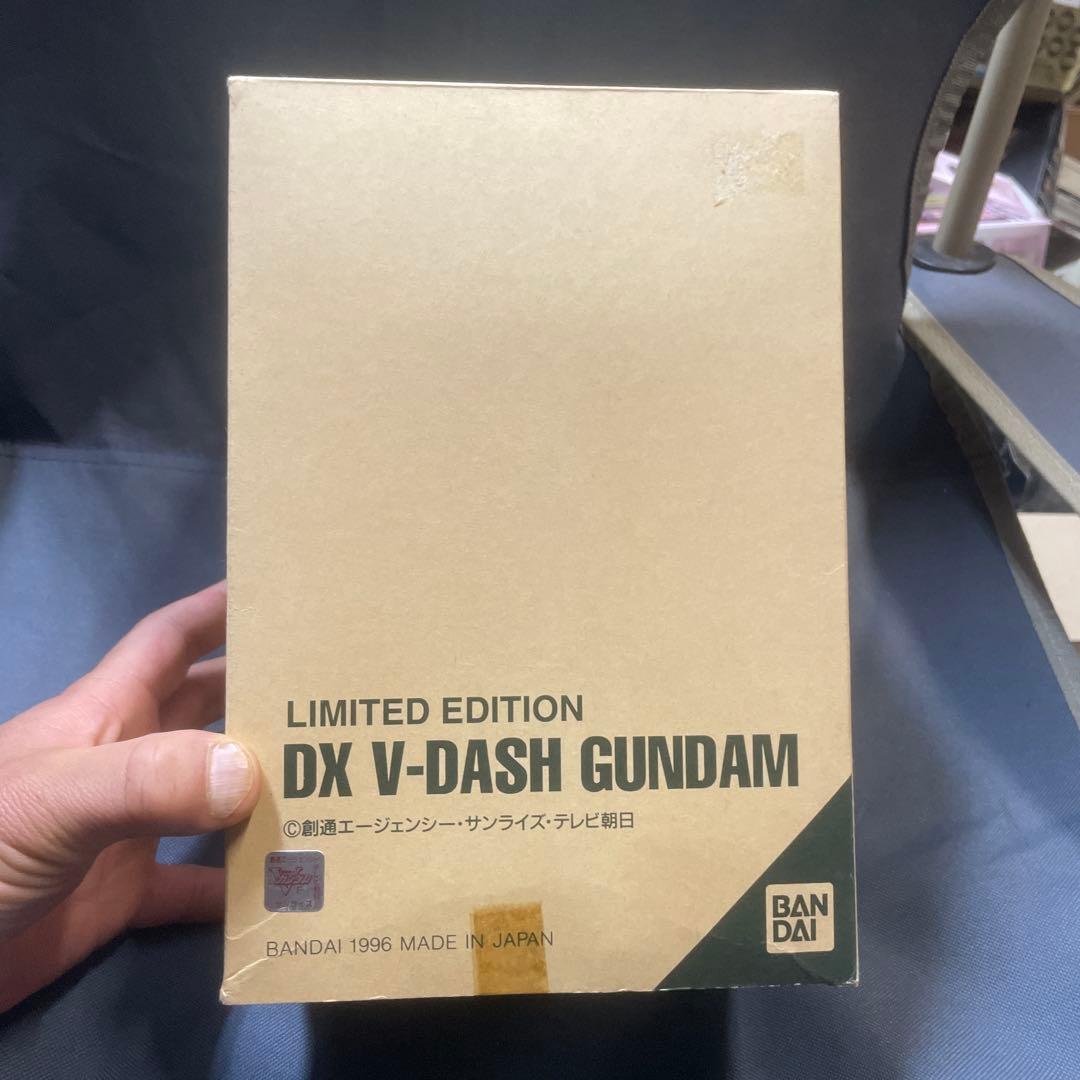 LIMITED EDITION
DX V-DASH GUNDAM
©創通エージェンシー・サンライズ・テレビ朝日
BANDAI 1996 MADE IN JAPAN
BAN
DAI